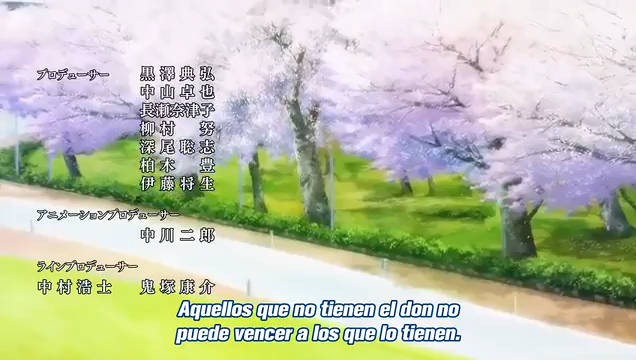 プロデューサー 黒澤典弘
中山卓也
長瀬奈津子
柳村 努
深尾聡志
柏木 豊
伊藤将生
アニメーションプロデューサー
中川二郎
ラインプロデューサー
中村浩士 鬼塚康介
Aquellos que no tienen el don no
puede vencer a los que lo tienen.